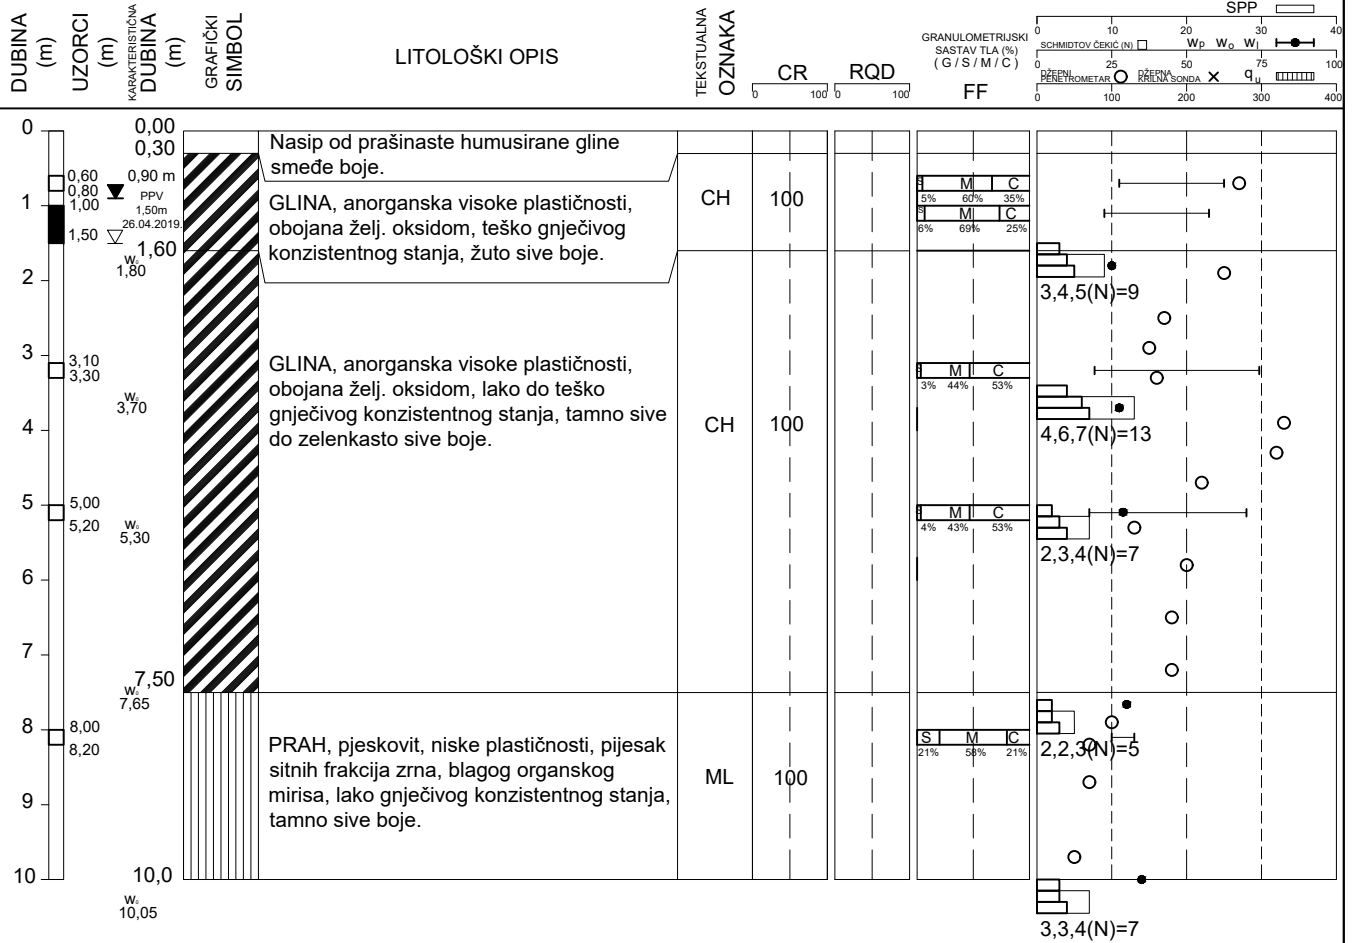 DUBINA
(m)
UZORCI
(m)
KARAKTERISTIČNA
DUBINA
(m)
GRAFIČKI
SIMBOL
LITOLOŠKI OPIS
TEKSTUALNA
OZNAKA
CR
0 100
RQD
0 100
GRANULOMETRIJSKI
SASTAV TLA (%)
( G / S / M / C )
FF
SPP
0 10 20 30 40
SCHMIDTOV ČEKIĆ (N) wP wo wl
0 25 50 75 100
DŽEPNI
PENETROMETAR
DŽEPNA
KRILNA SONDA
qu
0 100 200 300 400
0
1
2
3
4
5
6
7
8
9
10
0,60
0,80
1,00
1,50
3,10
3,30
5,00
5,20
8,00
8,20
0,00
0,30
0,90 m
PPV
1,50m
26.04.2019.
1,60
W₀
1,80
W₀
3,70
W₀
5,30
7,50
W₀
7,65
10,0
W₀
10,05
Nasip od prašinaste humusirane gline
smeđe boje.
GLINA, anorganska visoke plastičnosti,
obojana želj. oksidom, teško gnječivog
konzistentnog stanja, žuto sive boje.
CH
100
S M C
5% 60% 35%
S M C
6% 69% 25%
3,4,5(N)=9
GLINA, anorganska visoke plastičnosti,
obojana želj. oksidom, lako do teško
gnječivog konzistentnog stanja, tamno sive
do zelenkasto sive boje.
CH
100
S M C
3% 44% 53%
4,6,7(N)=13
S M C
4% 43% 53%
2,3,4(N)=7
PRAH, pjeskovit, niske plastičnosti, pijesak
sitnih frakcija zrna, blagog organskog
mirisa, lako gnječivog konzistentnog stanja,
tamno sive boje.
ML
100
S M C
21% 58% 21%
2,2,3(N)=5
3,3,4(N)=7